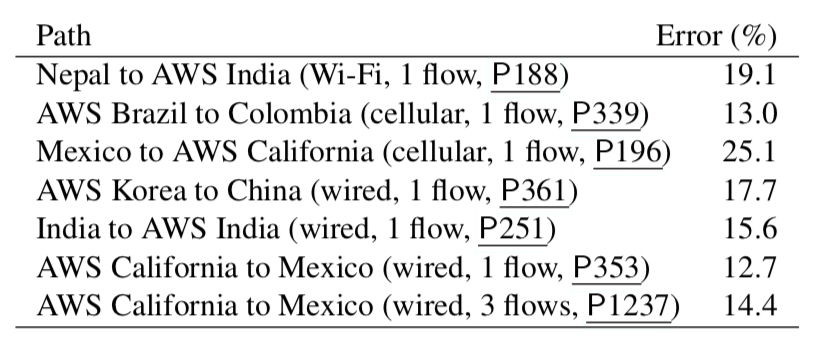 Path Error (%)
Nepal to AWS India (Wi-Fi, 1 flow, P188) 19.1
AWS Brazil to Colombia (cellular, 1 flow, P339) 13.0
Mexico to AWS California (cellular, 1 flow, P196) 25.1
AWS Korea to China (wired, 1 flow, P361) 17.7
India to AWS India (wired, 1 flow, P251) 15.6
AWS California to Mexico (wired, 1 flow, P353) 12.7
AWS California to Mexico (wired, 3 flows, P1237) 14.4